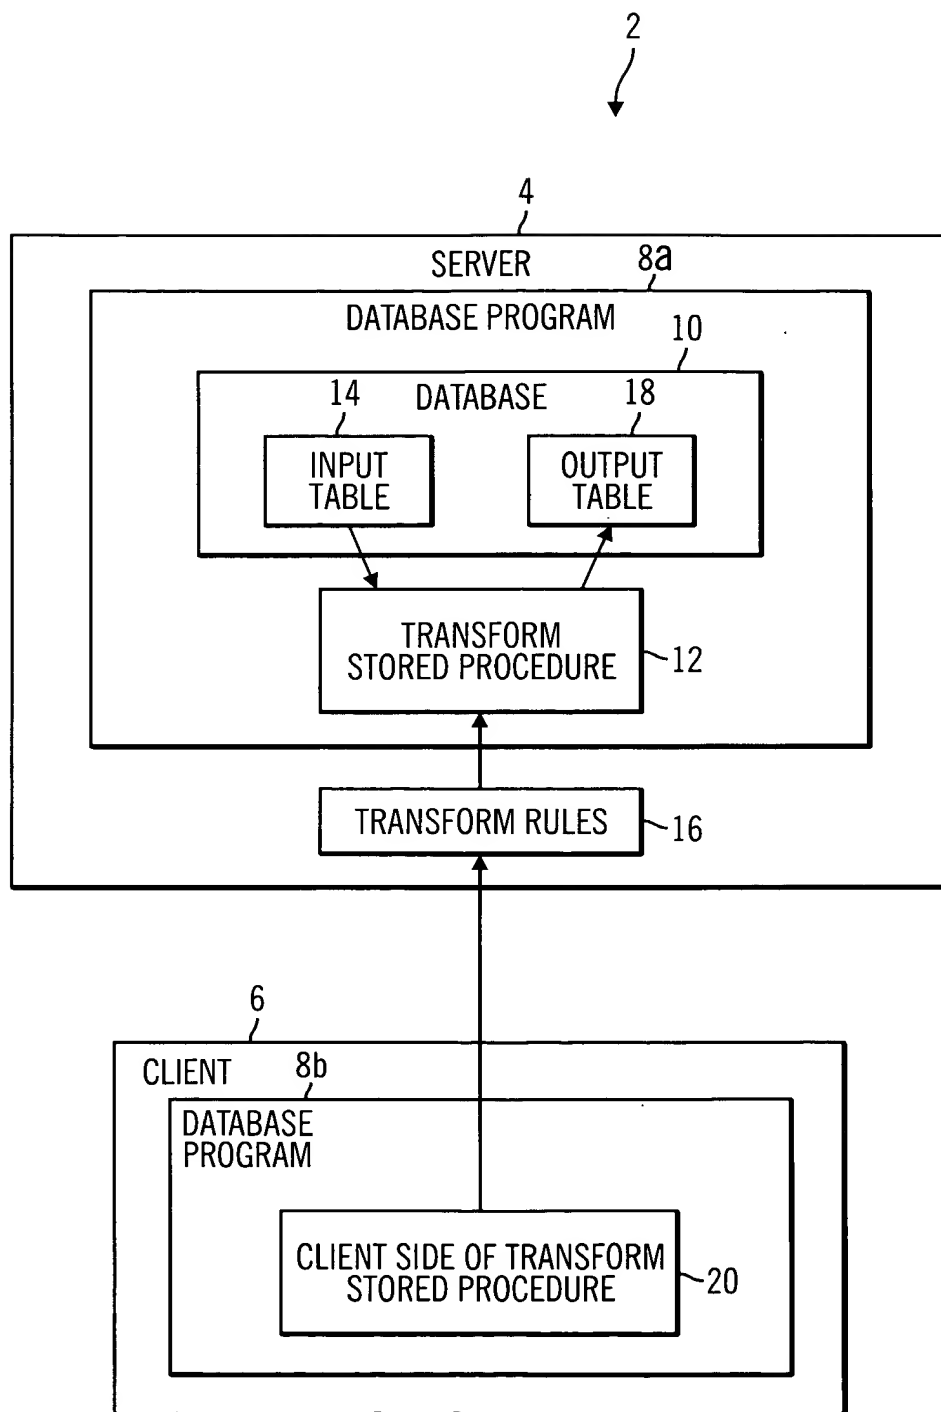 2
4
SERVER
8a
DATABASE PROGRAM
10
DATABASE
14
18
INPUT
TABLE
OUTPUT
TABLE
TRANSFORM
STORED PROCEDURE
12
TRANSFORM RULES
16
6
CLIENT
8b
DATABASE
PROGRAM
CLIENT SIDE OF TRANSFORM
STORED PROCEDURE
20